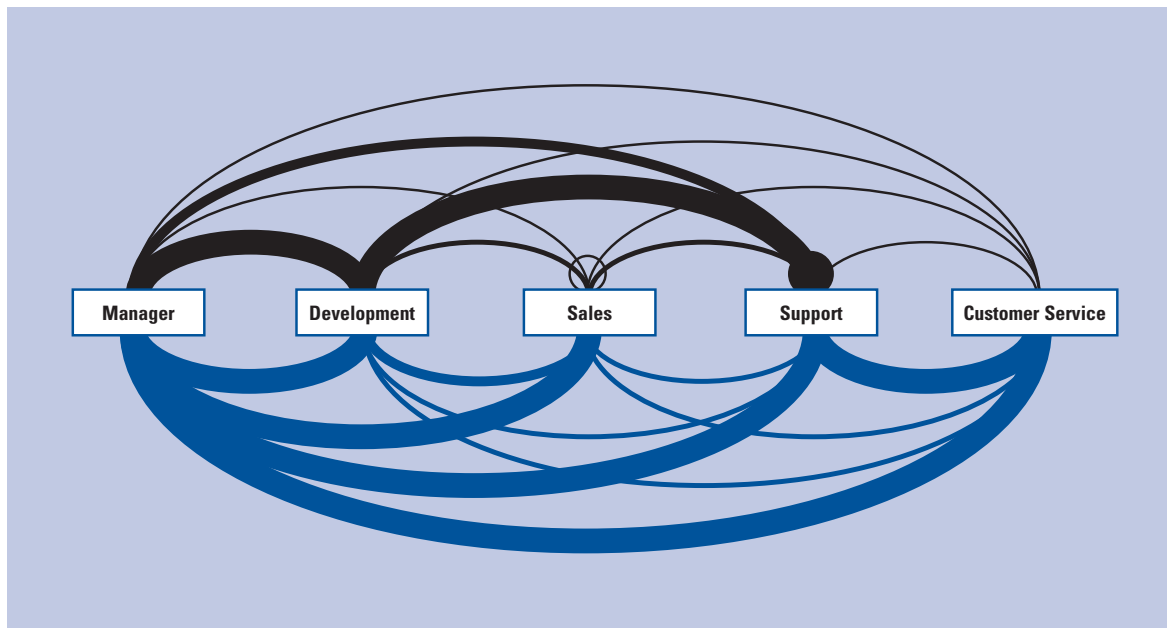 Manager
Development
Sales
Support
Customer Service